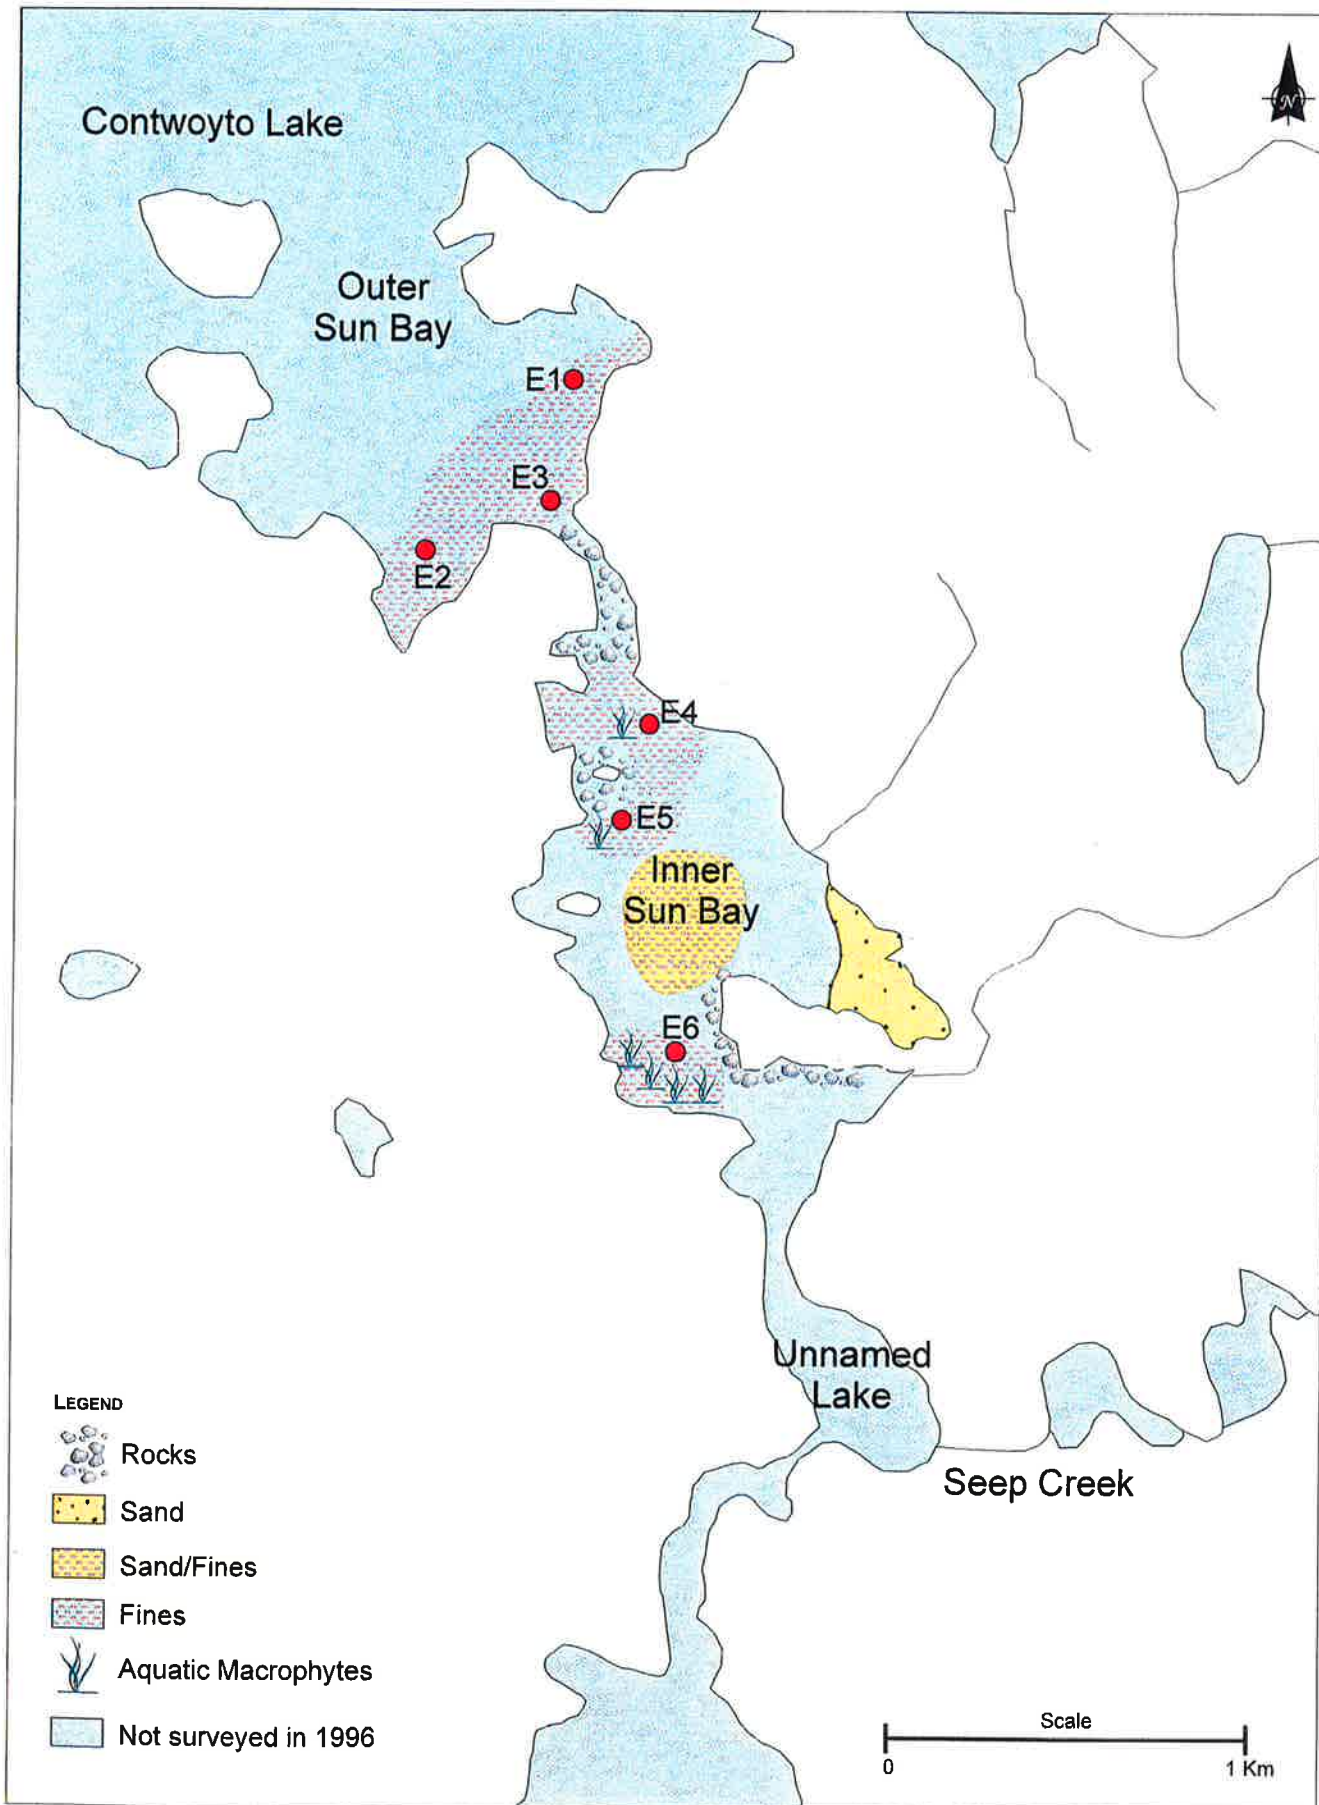 Contwoyto Lake
N
Outer
Sun Bay
E1
E3
E2
E4
E5
Inner
Sun Bay
E6
Unnamed
Lake
Seep Creek
LEGEND
Rocks
Sand
Sand/Fines
Fines
Aquatic Macrophytes
Not surveyed in 1996
Scale
0
1 Km